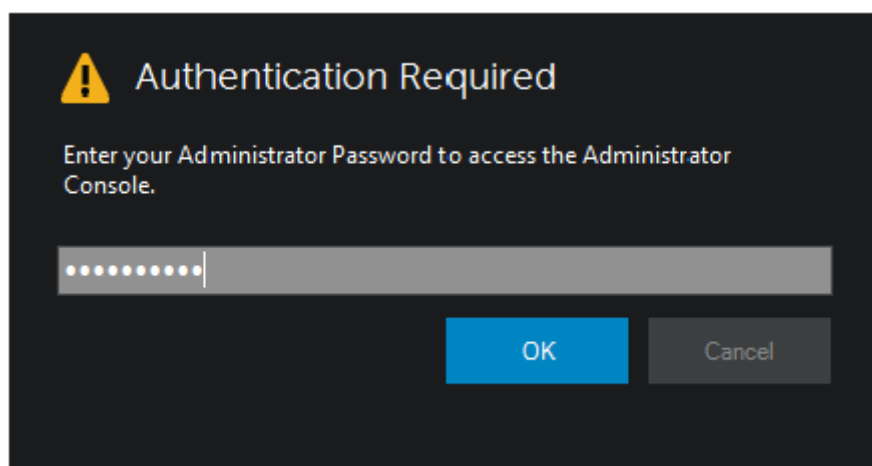 Authentication Required
Enter your Administrator Password to access the Administrator
Console.
••••••••••
OK
Cancel